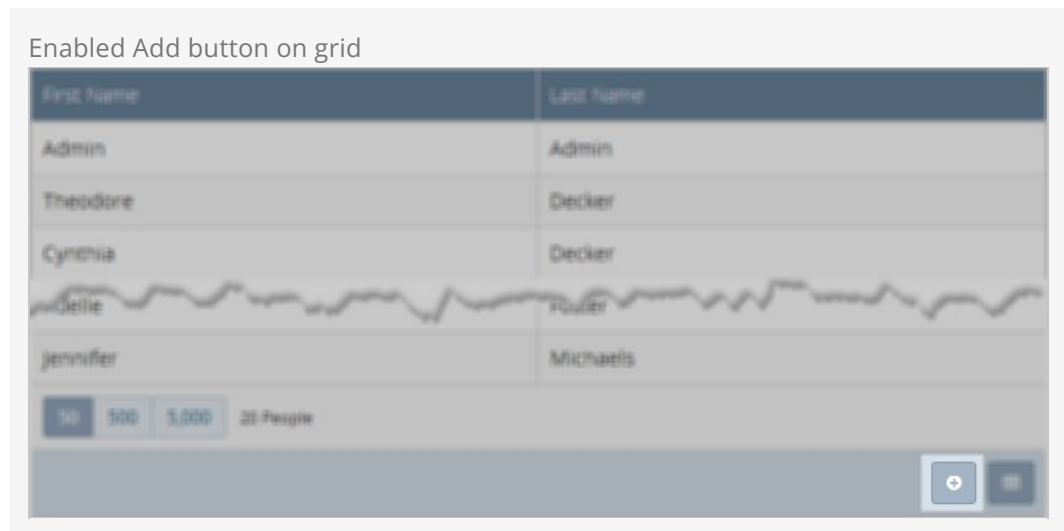 Enabled Add button on grid
First Name Last Name
Admin Admin
Theodore Decker
Cynthia Decker
Jennifer Michaels
50 500 5,000 20 People